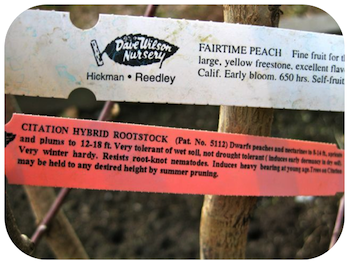 Dave Wilson
Nursery
Hickman • Reedley
FAIRTIME PEACH Fine fruit for
large, yellow freestone, excellent flavo
Calif. Early bloom. 650 hrs. Self-fruit
CITATION HYBRID ROOTSTOCK (Pat. No. 5112) Dwarfs peaches and nectarines to 8-14 ft,
and plums to 12-18 ft. Very tolerant of wet soil, not drought tolerant ( induces early dormancy in dry soil).
Very winter hardy. Resists root-knot nematodes. Induces heavy bearing at young age. Trees on Citation
may be held to any desired height by summer pruning.